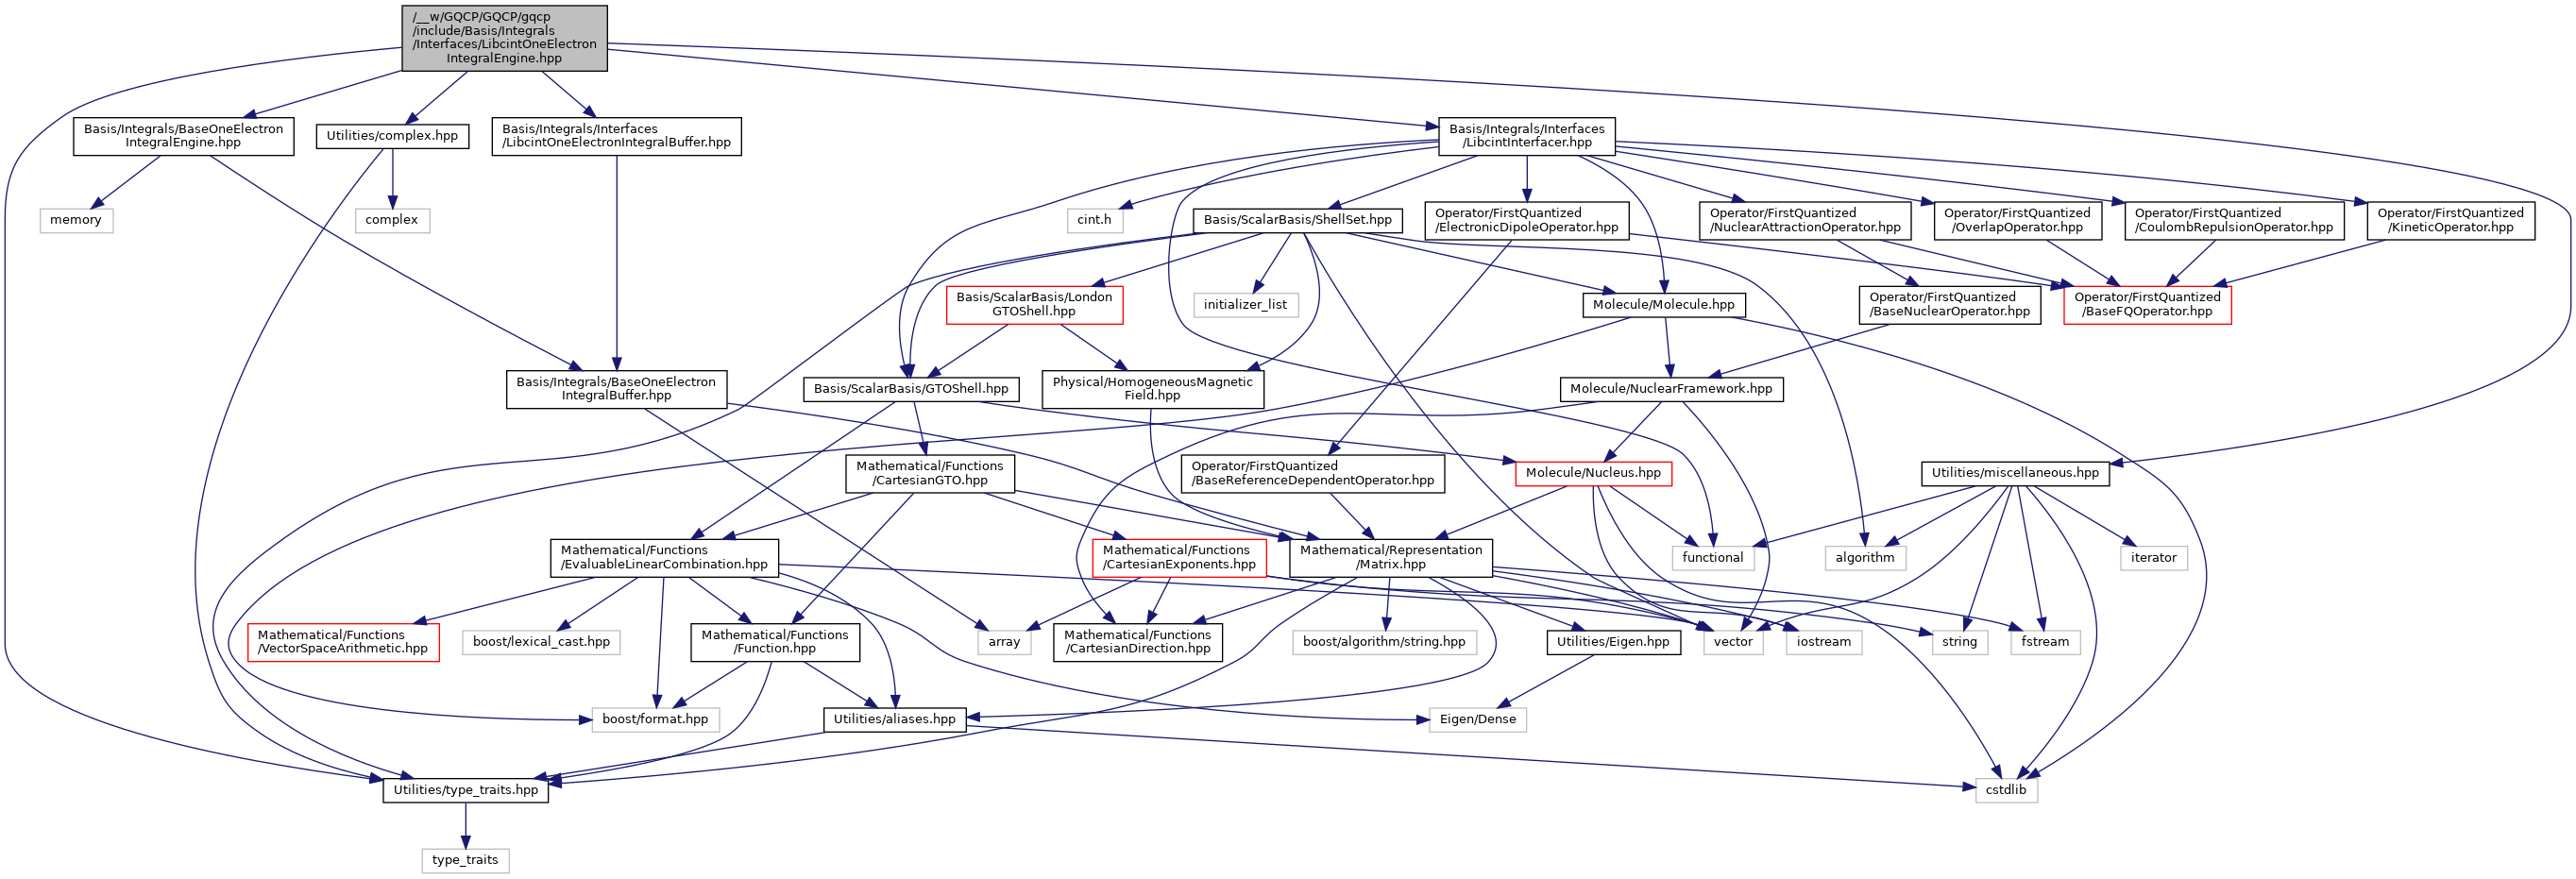 /__w/GQCP/GQCP/gqcp
/include/Basis/Integrals
/Interfaces/LibcintOneElectron
IntegralEngine.hpp
Basis/Integrals/BaseOneElectron
IntegralEngine.hpp
Utilities/complex.hpp
Basis/Integrals/Interfaces
/LibcintOneElectronIntegralBuffer.hpp
Basis/Integrals/Interfaces
/LibcintInterfacer.hpp
memory
complex
cint.h
Basis/ScalarBasis/ShellSet.hpp
Operator/FirstQuantized
/ElectronicDipoleOperator.hpp
Operator/FirstQuantized
/NuclearAttractionOperator.hpp
Operator/FirstQuantized
/OverlapOperator.hpp
Operator/FirstQuantized
/CoulombRepulsionOperator.hpp
Operator/FirstQuantized
/KineticOperator.hpp
Basis/ScalarBasis/London
GTOShell.hpp
initializer_list
Molecule/Molecule.hpp
Operator/FirstQuantized
/BaseNuclearOperator.hpp
Operator/FirstQuantized
/BaseFQOperator.hpp
Basis/Integrals/BaseOneElectron
IntegralBuffer.hpp
Basis/ScalarBasis/GTOShell.hpp
Physical/HomogeneousMagnetic
Field.hpp
Molecule/NuclearFramework.hpp
Mathematical/Functions
/CartesianGTO.hpp
Operator/FirstQuantized
/BaseReferenceDependentOperator.hpp
Molecule/Nucleus.hpp
Utilities/miscellaneous.hpp
Mathematical/Functions
/EvaluableLinearCombination.hpp
Mathematical/Functions
/CartesianExponents.hpp
Mathematical/Representation
/Matrix.hpp
functional
algorithm
iterator
Mathematical/Functions
/VectorSpaceArithmetic.hpp
boost/lexical_cast.hpp
Mathematical/Functions
/Function.hpp
array
Mathematical/Functions
/CartesianDirection.hpp
boost/algorithm/string.hpp
Utilities/Eigen.hpp
vector
iostream
string
fstream
boost/format.hpp
Utilities/aliases.hpp
Eigen/Dense
Utilities/type_traits.hpp
cstdlib
type_traits